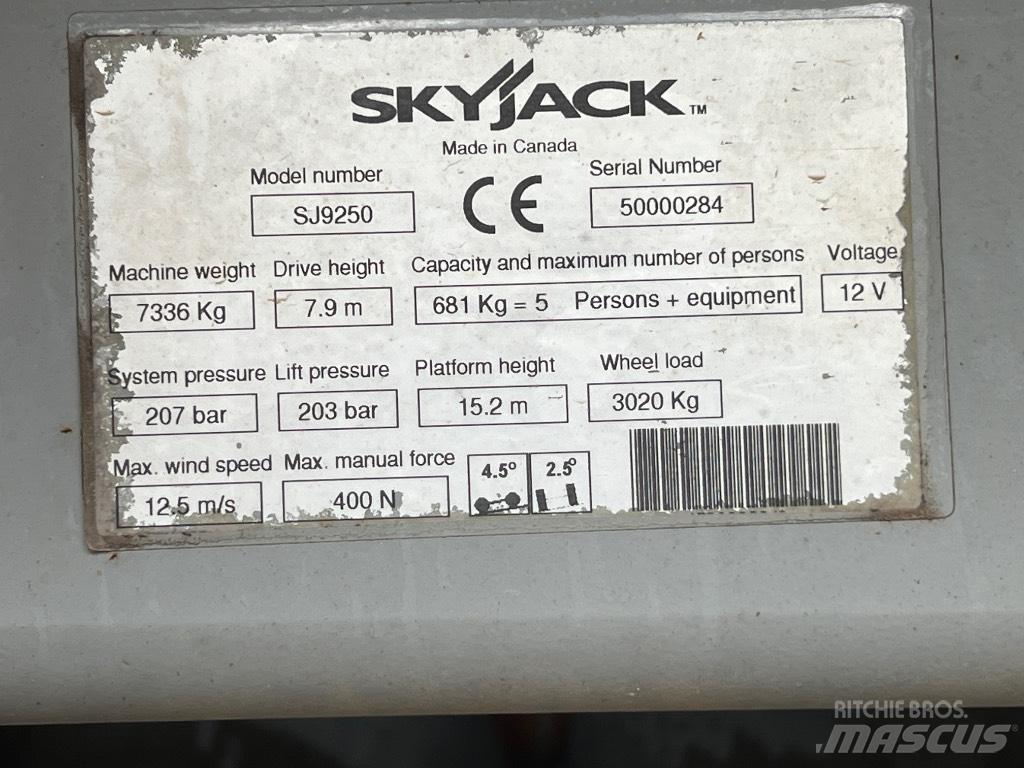 SKYJACK™
Made in Canada
Model number
SJ9250
CE
Serial Number
50000284
Machine weight Drive height Capacity and maximum number of persons Voltage
7336 Kg 7.9 m 681 Kg = 5 Persons + equipment 12 V
System pressure Lift pressure Platform height Wheel load
207 bar 203 bar 15.2 m 3020 Kg
Max. wind speed Max. manual force 4.5° 2.5°
12.5 m/s 400 N
RITCHIE BROS.
MASCUS